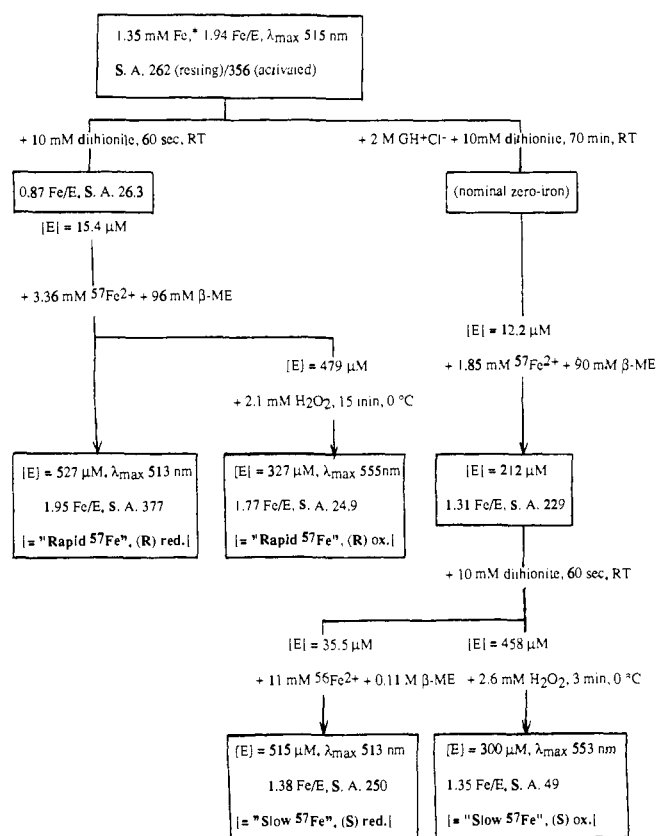 1.35 mM Fe,* 1.94 Fe/E, λmax 515 nm
S. A. 262 (resting)/356 (activated)
+ 10 mM dithionite, 60 sec, RT
+ 2 M GH+Cl- + 10mM dithionite, 70 min, RT
0.87 Fe/E, S. A. 26.3
(nominal zero-iron)
[E] = 15.4 μM
+ 3.36 mM 57Fe2+ + 96 mM β-ME
[E] = 12.2 μM
+ 1.85 mM 57Fe2+ + 90 mM β-ME
[E] = 479 μM
+ 2.1 mM H2O2, 15 min, 0 °C
[E] = 527 μM, λmax 513 nm
1.95 Fe/E, S. A. 377
[= "Rapid 57Fe", (R) red.]
[E] = 327 μM, λmax 555nm
1.77 Fe/E, S. A. 24.9
[= "Rapid 57Fe", (R) ox.]
[E] = 212 μM
1.31 Fe/E, S. A. 229
+ 10 mM dithionite, 60 sec, RT
[E] = 35.5 μM
+ 11 mM 56Fe2+ + 0.11 M β-ME
[E] = 458 μM
+ 2.6 mM H2O2, 3 min, 0 °C
[E] = 515 μM, λmax 513 nm
1.38 Fe/E, S. A. 250
[= "Slow 57Fe", (S) red.]
[E] = 300 μM, λmax 553 nm
1.35 Fe/E, S. A. 49
[= "Slow 57Fe", (S) ox.]